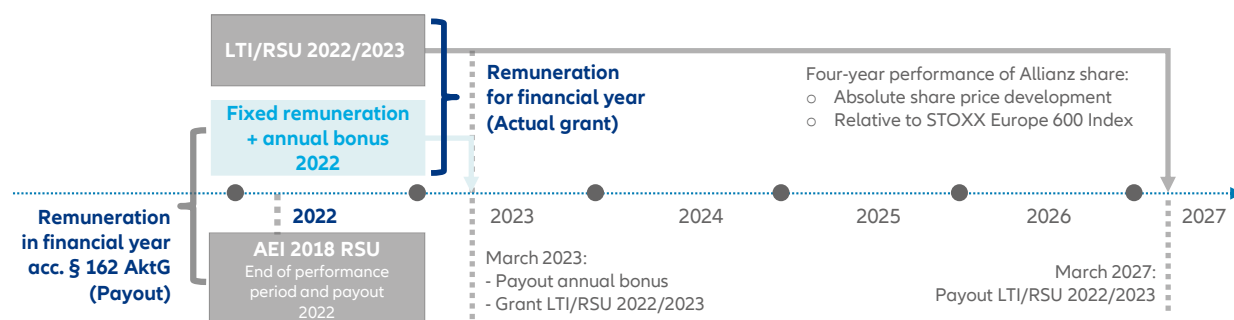 LTI/RSU 2022/2023
Remuneration
for financial year
(Actual grant)
Four-year performance of Allianz share:
○ Absolute share price development
○ Relative to STOXX Europe 600 Index
Fixed remuneration
+ annual bonus
2022
Remuneration
in financial year
acc. § 162 AktG
(Payout)
2022
2023
2024
2025
2026
2027
AEI 2018 RSU
End of performance
period and payout
2022
March 2023:
- Payout annual bonus
- Grant LTI/RSU 2022/2023
March 2027:
Payout LTI/RSU 2022/2023